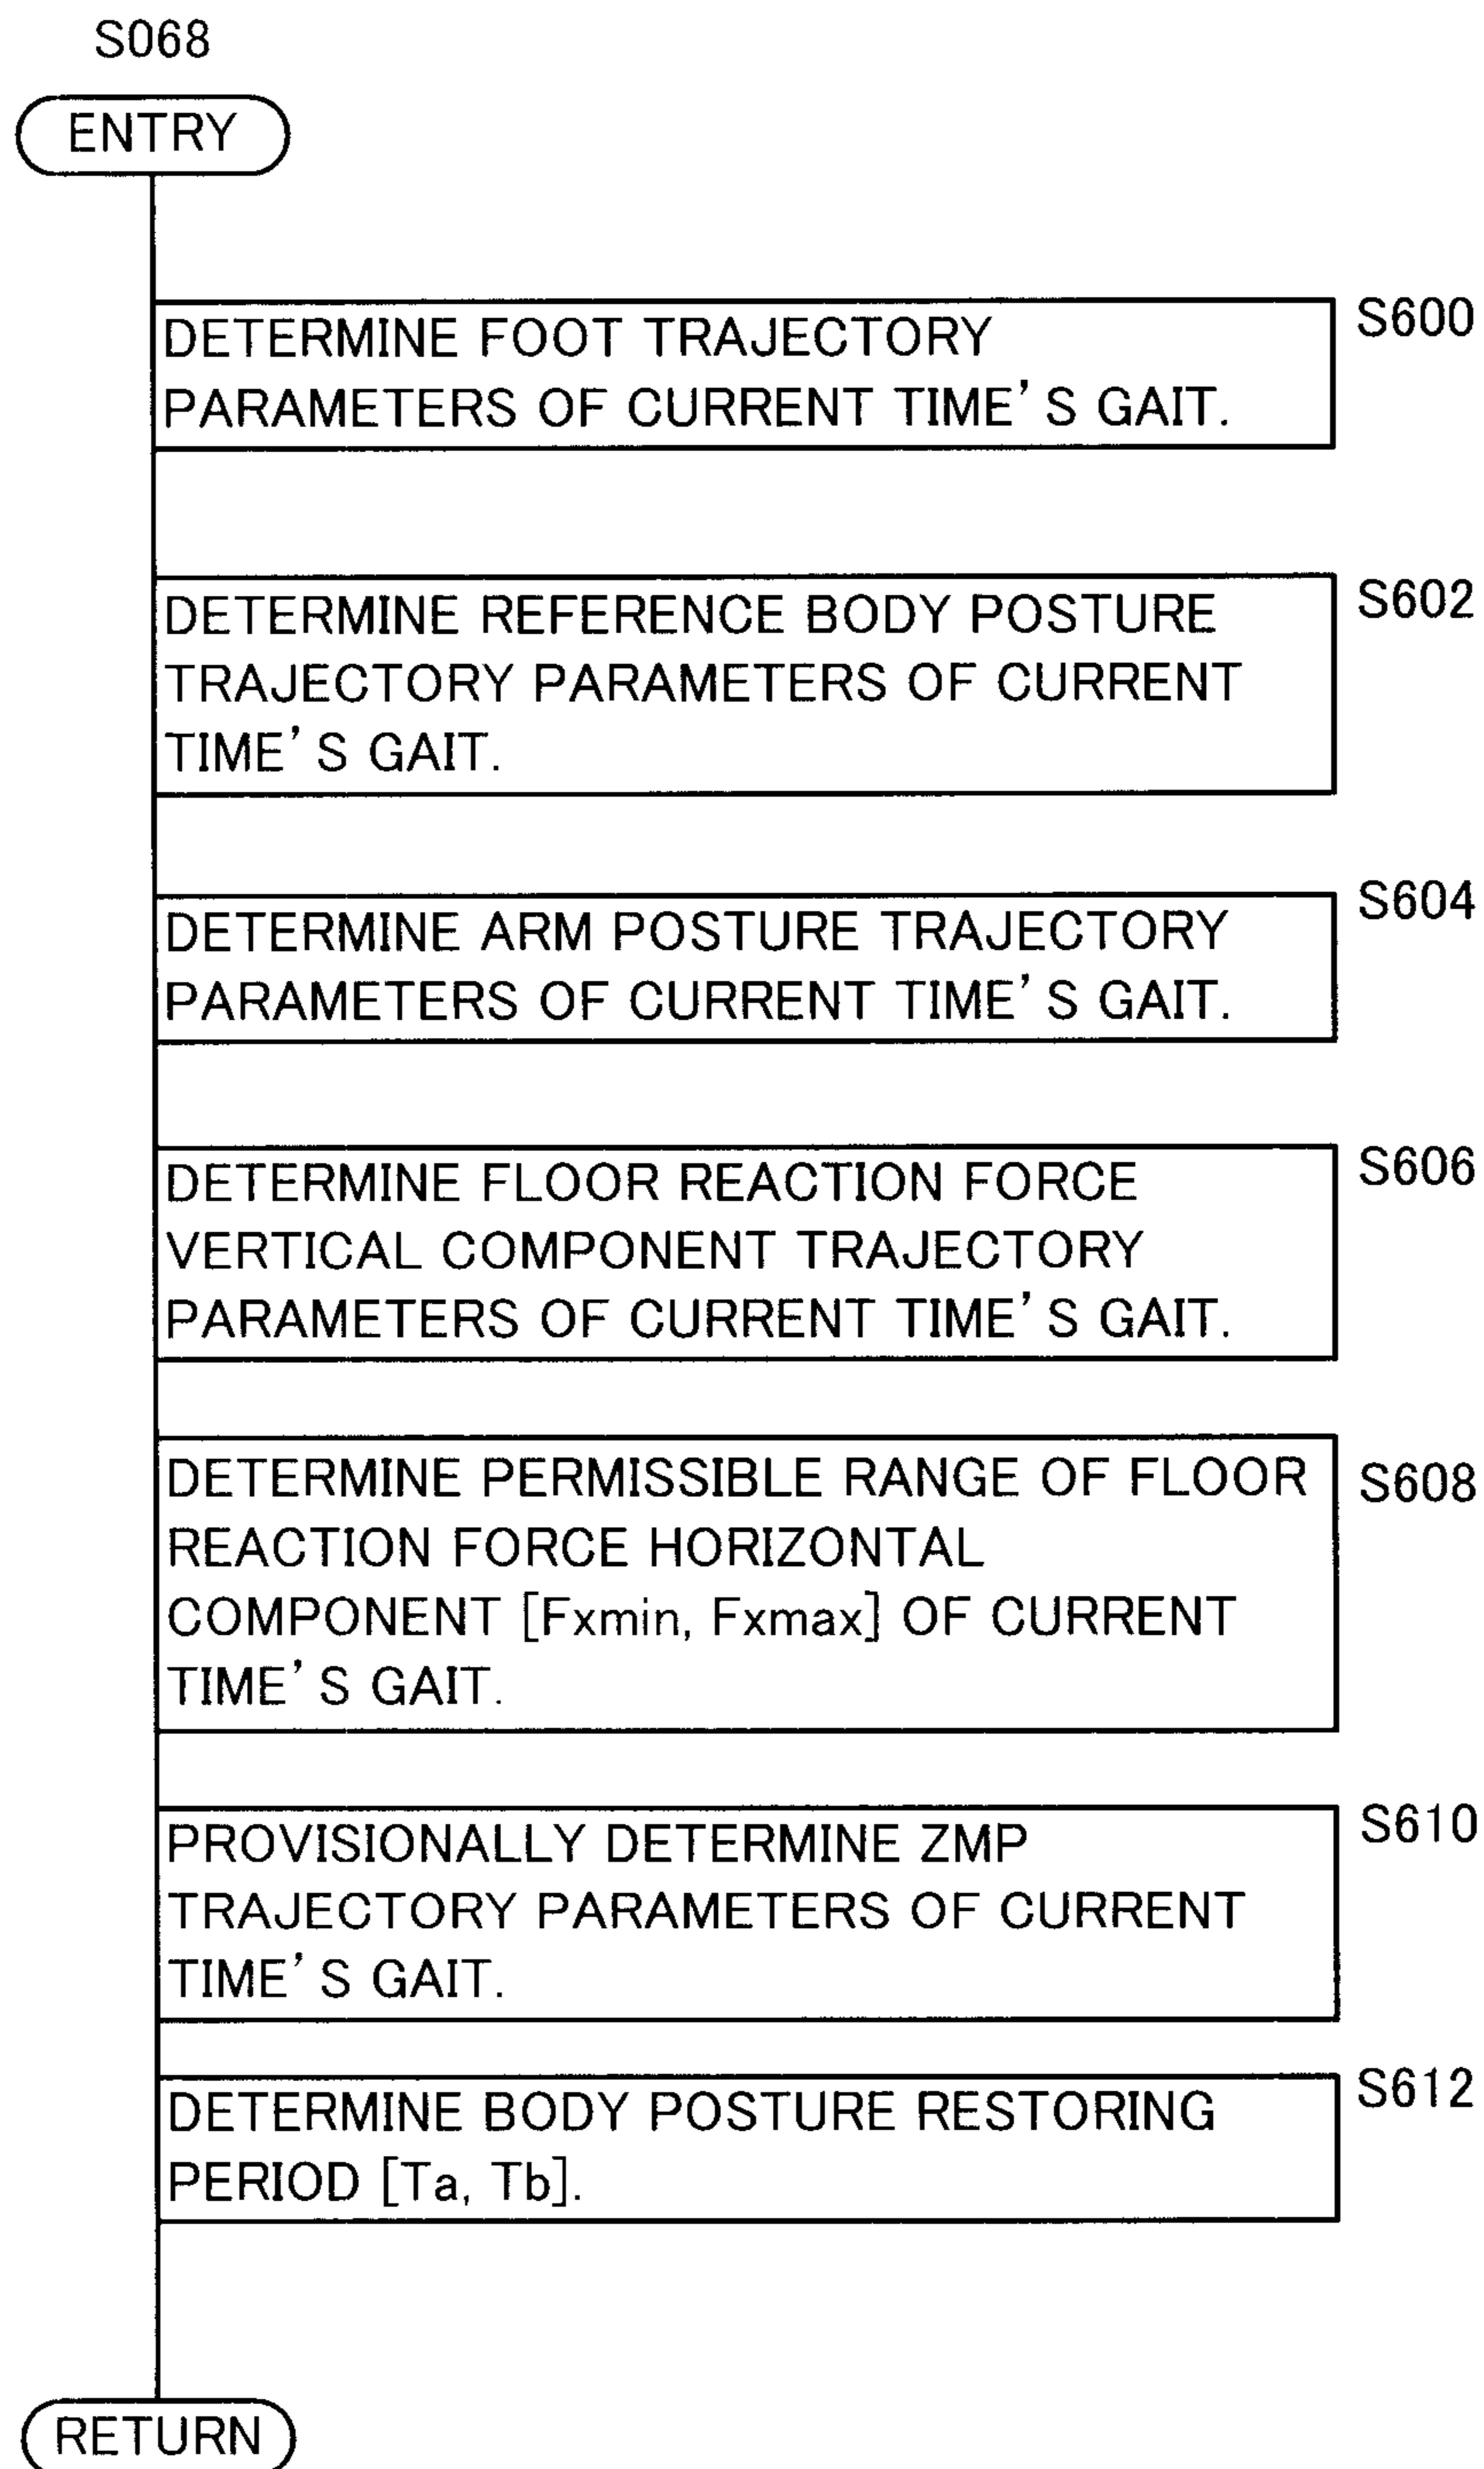 S068
ENTRY
S600
DETERMINE FOOT TRAJECTORY
PARAMETERS OF CURRENT TIME'S GAIT.
S602
DETERMINE REFERENCE BODY POSTURE
TRAJECTORY PARAMETERS OF CURRENT
TIME'S GAIT.
S604
DETERMINE ARM POSTURE TRAJECTORY
PARAMETERS OF CURRENT TIME'S GAIT.
S606
DETERMINE FLOOR REACTION FORCE
VERTICAL COMPONENT TRAJECTORY
PARAMETERS OF CURRENT TIME'S GAIT.
S608
DETERMINE PERMISSIBLE RANGE OF FLOOR
REACTION FORCE HORIZONTAL
COMPONENT [Fxmin, Fxmax] OF CURRENT
TIME'S GAIT.
S610
PROVISIONALLY DETERMINE ZMP
TRAJECTORY PARAMETERS OF CURRENT
TIME'S GAIT.
S612
DETERMINE BODY POSTURE RESTORING
PERIOD [Ta, Tb].
RETURN